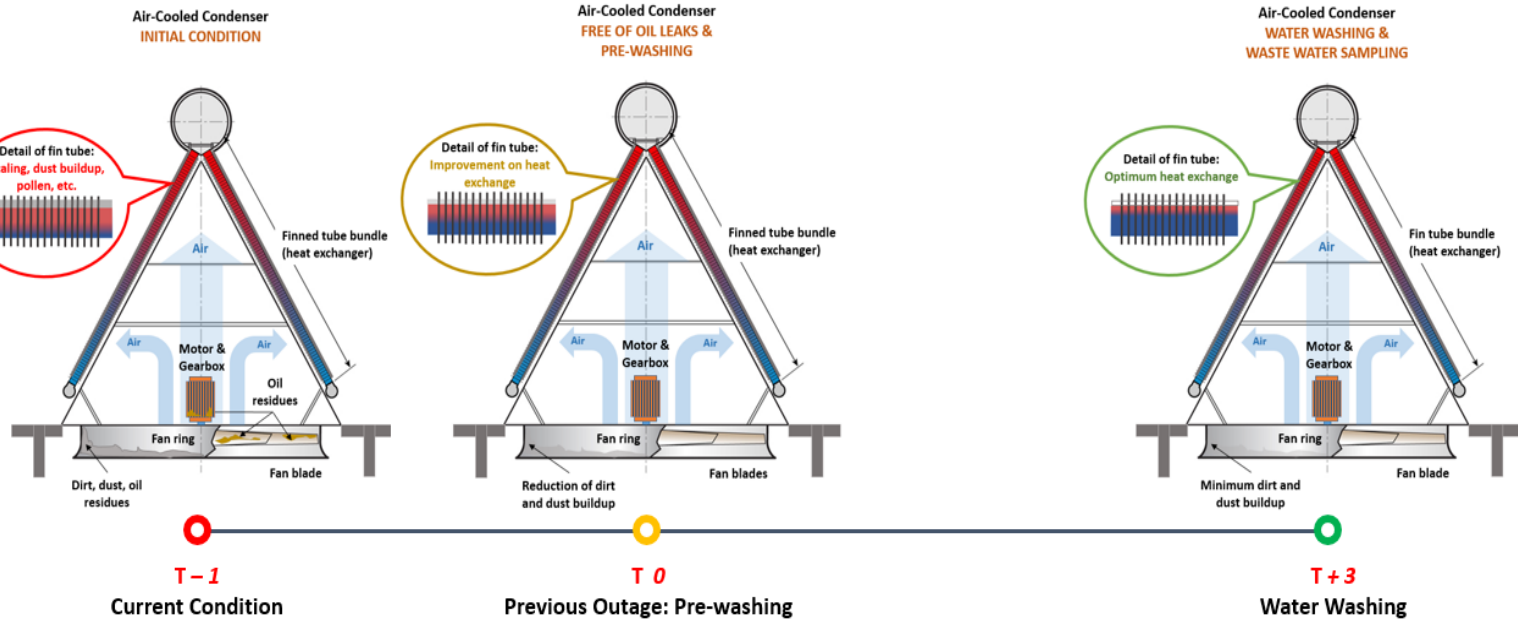 Air-Cooled Condenser
INITIAL CONDITION
Detail of fin tube:
dust buildup,
pollen, etc.
Air
Finned tube bundle
(heat exchanger)
Air
Air
Motor &
Gearbox
Oil
residues
Fan ring
Fan blade
Dirt, dust, oil
residues
T – 1
Current Condition
Air-Cooled Condenser
FREE OF OIL LEAKS &
PRE-WASHING
Detail of fin tube:
Improvement on heat
exchange
Air
Finned tube bundle
(heat exchanger)
Air
Air
Motor &
Gearbox
Fan ring
Fan blades
Reduction of dirt
and dust buildup
T 0
Previous Outage: Pre-washing
Air-Cooled Condenser
WATER WASHING &
WASTE WATER SAMPLING
Detail of fin tube:
Optimum heat exchange
Air
Fin tube bundle
(heat exchanger)
Air
Air
Motor &
Gearbox
Fan ring
Fan blade
Minimum dirt and
dust buildup
T + 3
Water Washing